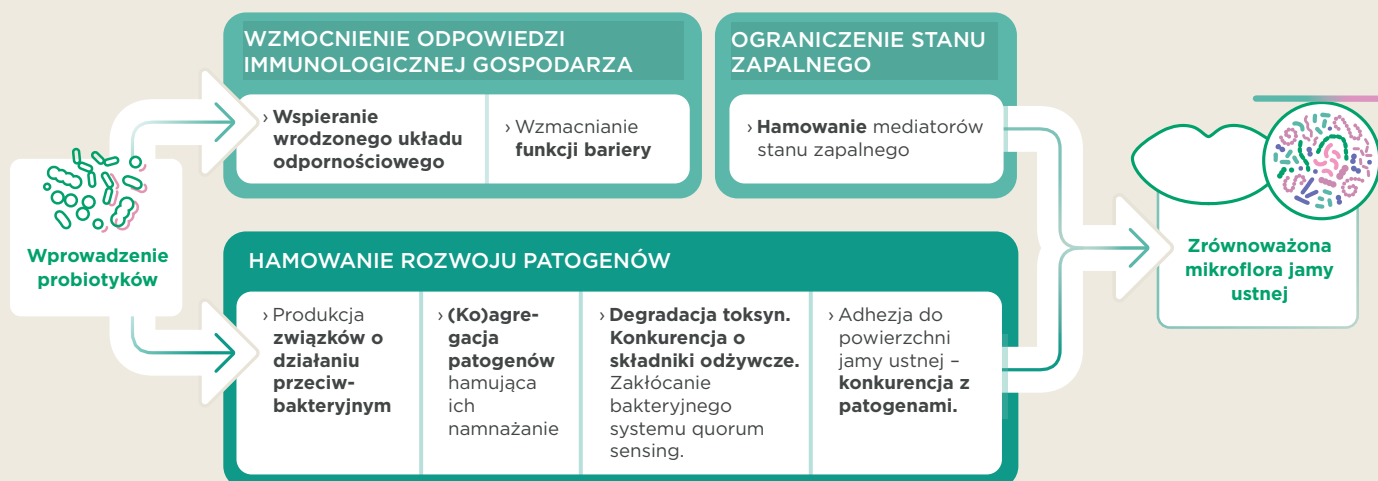 WZMOCNIENIE ODPOWIEDZI
IMMUNOLOGICZNEJ GOSPODARZA
› Wspieranie
wrodzonego układu
odpornościowego
› Wzmacnianie
funkcji bariery
OGRANICZENIE STANU
ZAPALNEGO
› Hamowanie mediatorów
stanu zapalnego
Wprowadzenie
probiotyków
HAMOWANIE ROZWOJU PATOGENÓW
› Produkcja
związków o
działaniu
przeciw-
bakteryjnym
› (Ko)agre-
gacja
patogenów
hamująca
ich
namnażanie
› Degradacja toksyn.
Konkurencja o
składniki odżywcze.
Zakłócanie
bakteryjnego
systemu quorum
sensing.
› Adhezja do
powierzchni
jamy ustnej –
konkurencja z
patogenami.
Zrównoważona
mikroflora jamy
ustnej